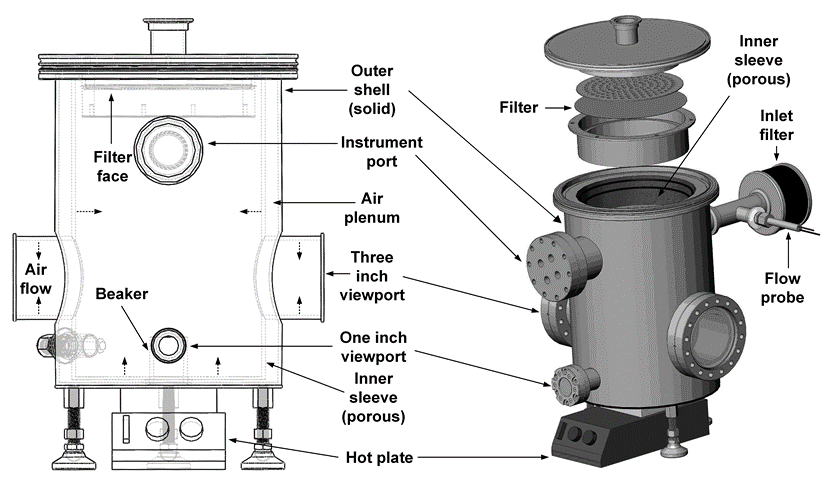 Outer
shell
(solid)
Inner
sleeve
(porous)
Filter
Inlet
filter
Filter
face
Instrument
port
Air
plenum
Air
flow
Three
inch
viewport
Flow
probe
Beaker
One inch
viewport
Inner
sleeve
(porous)
Hot plate